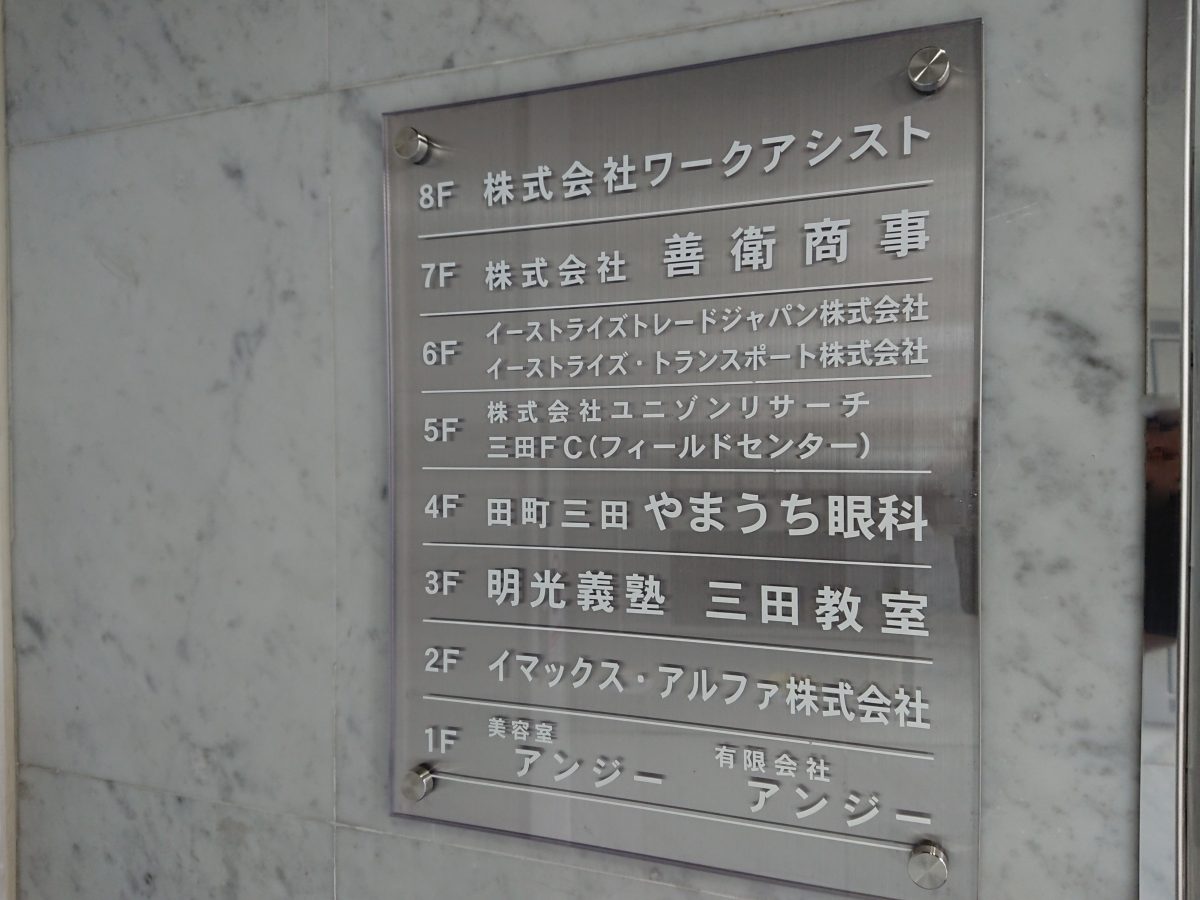 8F 株式会社ワークアシスト
7F 株式会社 善衛商事
6F イーストライズトレードジャパン株式会社
イーストライズ・トランスポート株式会社
5F 株式会社ユニゾンリサーチ
三田FC(フィールドセンター)
4F 田町三田 やまうち眼科
3F 明光義塾 三田教室
2F イマックス・アルファ株式会社
1F 美容室 アンジー 有限会社 アンジー